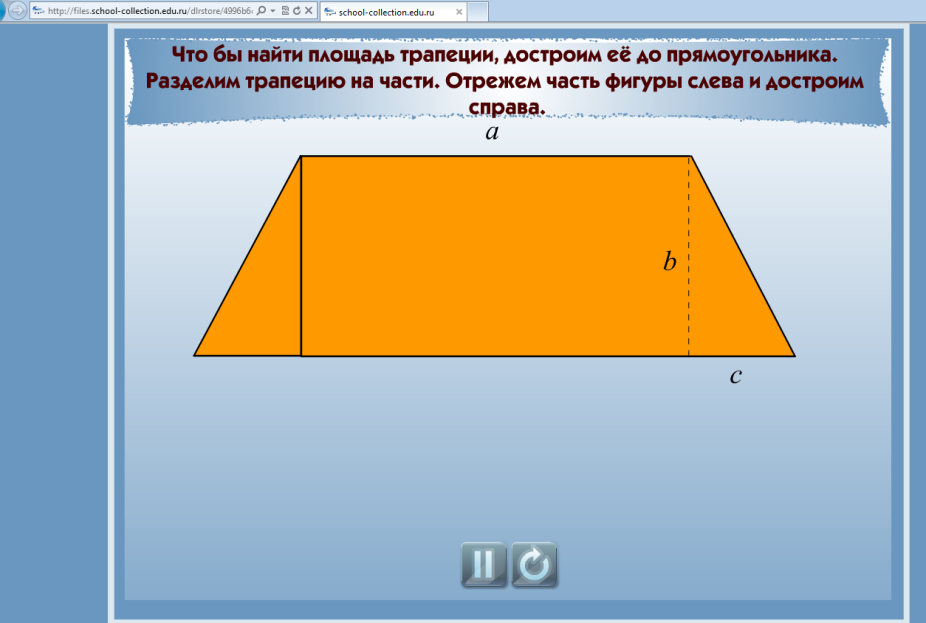 http://files.school-collection.edu.ru/dlrstore/4996b6
school-collection.edu.ru
Что бы найти площадь трапеции, достроим её до прямоугольника.
Разделим трапецию на части. Отрежем часть фигуры слева и достроим
справа.
a
b
c